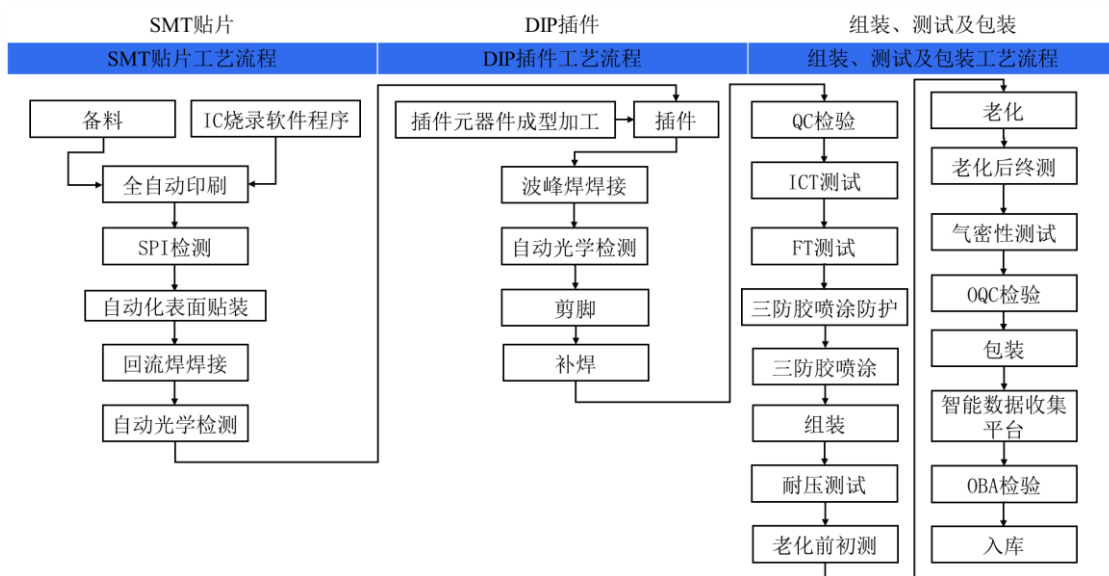 SMT贴片
DIP插件
组装、测试及包装
SMT贴片工艺流程
DIP插件工艺流程
组装、测试及包装工艺流程
备料
IC烧录软件程序
全自动印刷
SPI检测
自动化表面贴装
回流焊焊接
自动光学检测
插件元器件成型加工
插件
波峰焊焊接
自动光学检测
剪脚
补焊
QC检验
ICT测试
FT测试
三防胶喷涂防护
三防胶喷涂
组装
耐压测试
老化前初测
老化
老化后终测
气密性测试
OQC检验
包装
智能数据收集
平台
OBA检验
入库